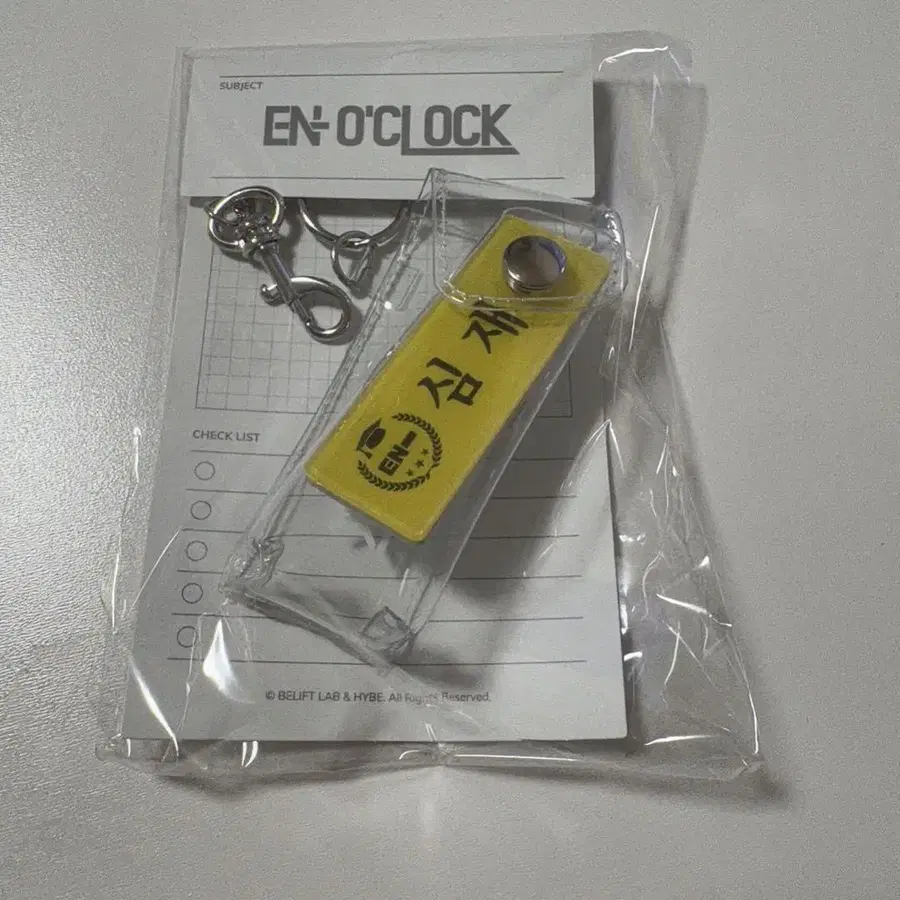 SUBJECT
EN- O'CLOCK
심재
EN-
CHECK LIST
© BELIFT LAB & HYBE. All Rights Reserved.